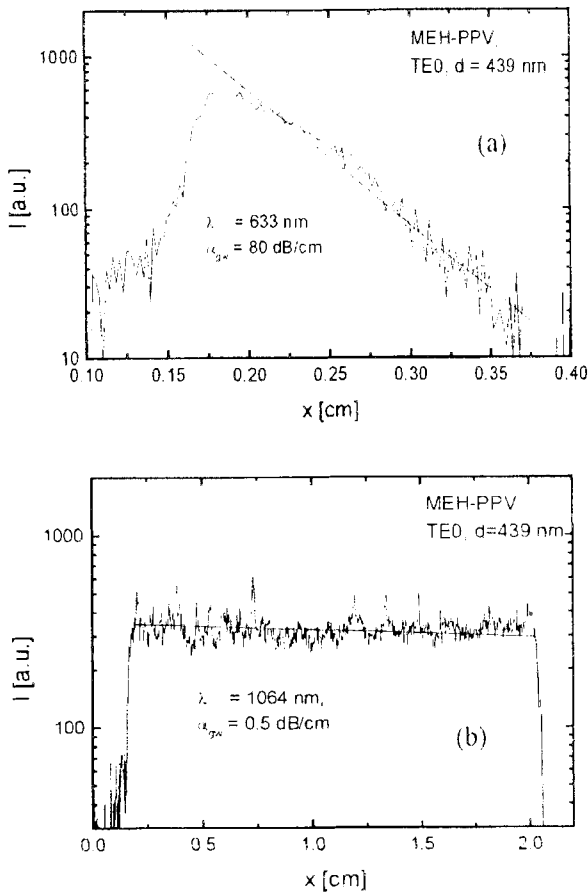 1000
100
10
I [a.u.]
MEH-PPV,
TE0, d = 439 nm
(a)
λ = 633 nm
α_gw = 80 dB/cm
0.10 0.15 0.20 0.25 0.30 0.35 0.40
x [cm]
1000
100
I [a.u.]
MEH-PPV
TE0, d=439 nm
λ = 1064 nm,
α_gw = 0.5 dB/cm
(b)
0.0 0.5 1.0 1.5 2.0
x [cm]